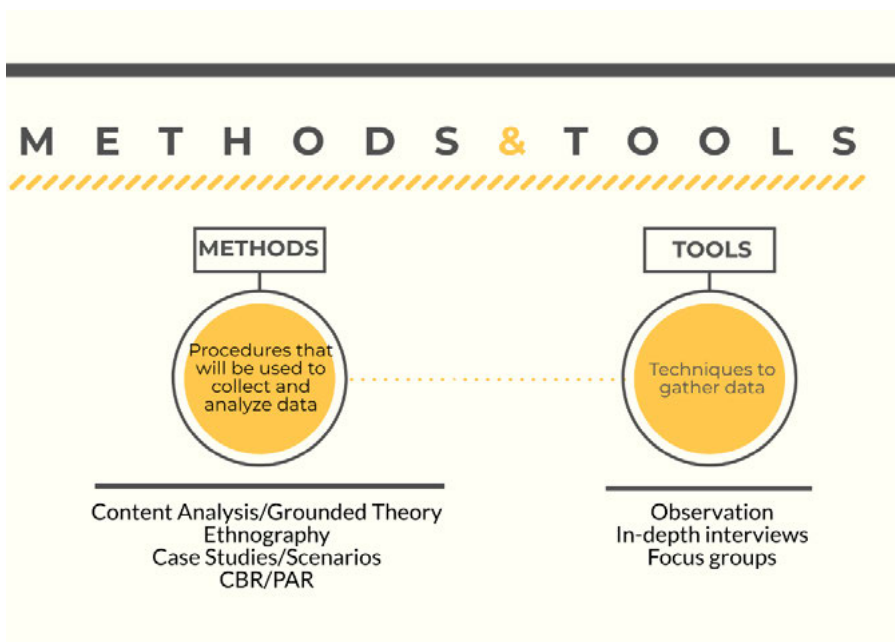 METHODS & TOOLS
METHODS
Procedures that
will be used to
collect and
analyze data
Content Analysis/Grounded Theory
Ethnography
Case Studies/Scenarios
CBR/PAR
TOOLS
Techniques to
gather data
Observation
In-depth interviews
Focus groups